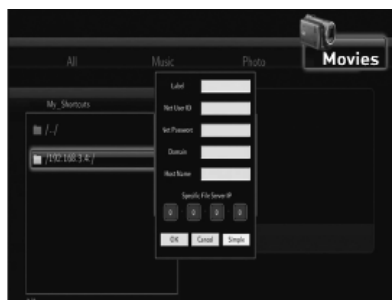 Movies
All Music Photo
My_Shortcuts
/../
/192.168.3.4:/
Label
Net User ID
Net Password
Domain
Host Name
Specific File Server IP
0 0 0 0
OK Cancel Simple